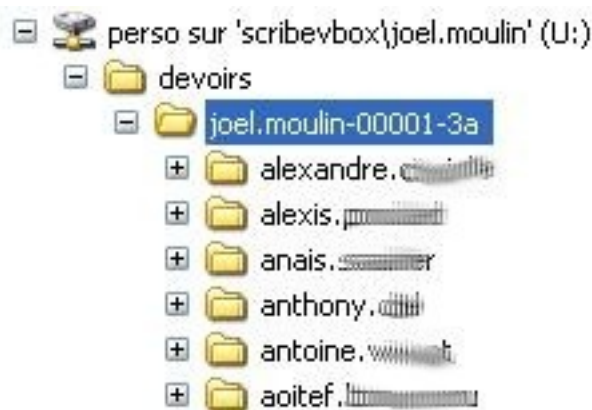 perso sur 'scribevbox\joel.moulin' (U:)
devoirs
joel.moulin-00001-3a
alexandre.
alexis.
anais.
anthony.
antoine.
aoitef.